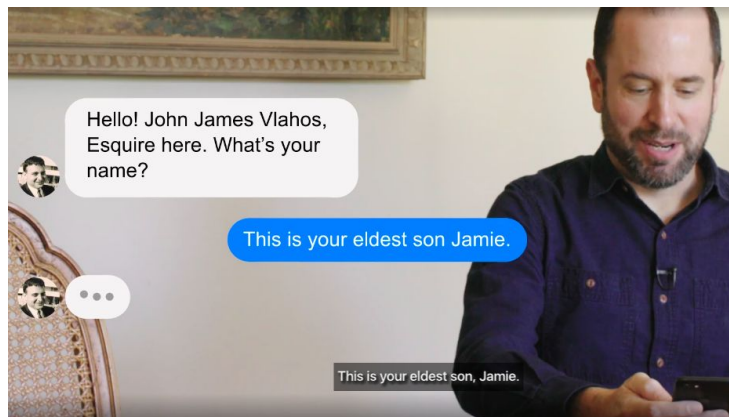 Hello! John James Vlahos,
Esquire here. What's your
name?
This is your eldest son Jamie.
This is your eldest son, Jamie.